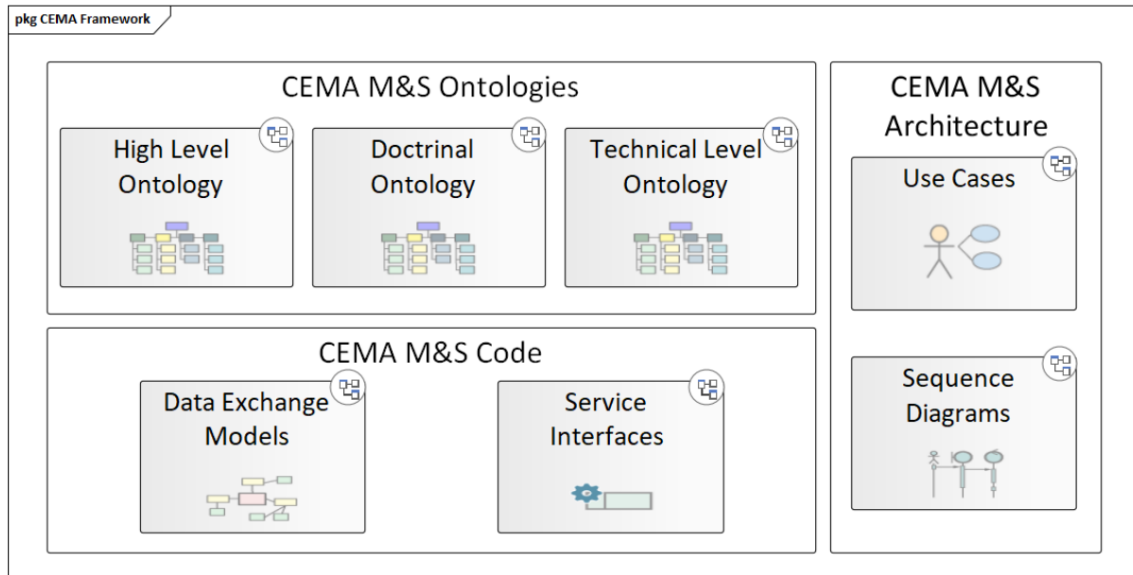 pkg CEMA Framework
CEMA M&S Ontologies
High Level
Ontology
Doctrinal
Ontology
Technical Level
Ontology
CEMA M&S Code
Data Exchange
Models
Service
Interfaces
CEMA M&S
Architecture
Use Cases
Sequence
Diagrams